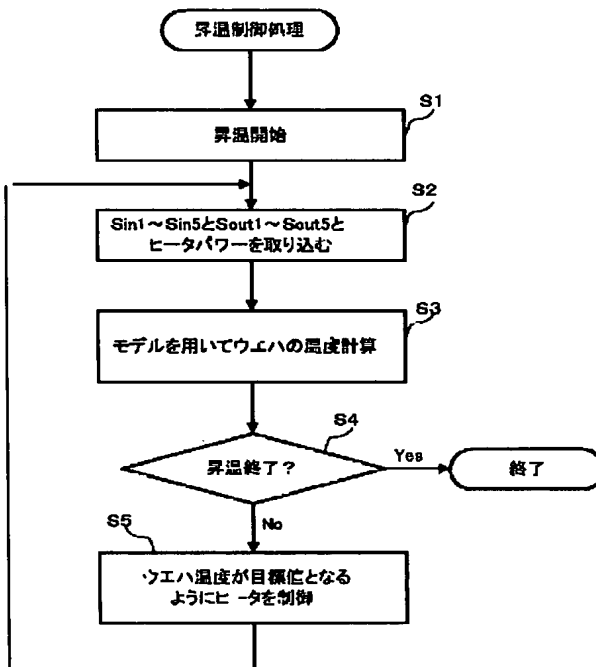 昇温制御処理
S1
昇温開始
S2
Sin1～Sin5とSout1～Sout5と
ヒータパワーを取り込む
S3
モデルを用いてウエハの温度計算
S4
昇温終了？
Yes
終了
No
S5
ウエハ温度が目標値となる
ようにヒータを制御